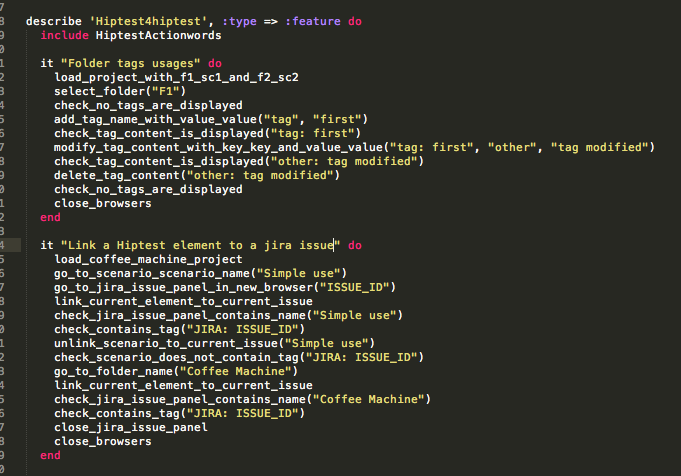 7
8 describe 'Hiptest4hiptest', :type => :feature do
9 include HiptestActionwords
0
1 it "Folder tags usages" do
2 load_project_with_f1_sc1_and_f2_sc2
3 select_folder("F1")
4 check_no_tags_are_displayed
5 add_tag_name_with_value_value("tag", "first")
6 check_tag_content_is_displayed("tag: first")
7 modify_tag_content_with_key_key_and_value_value("tag: first", "other", "tag modified")
8 check_tag_content_is_displayed("other: tag modified")
9 delete_tag_content("other: tag modified")
0 check_no_tags_are_displayed
1 close_browsers
2 end
3
4 it "Link a Hiptest element to a jira issue" do
5 load_coffee_machine_project
6 go_to_scenario_scenario_name("Simple use")
7 go_to_jira_issue_panel_in_new_browser("ISSUE_ID")
8 link_current_element_to_current_issue
9 check_jira_issue_panel_contains_name("Simple use")
0 check_contains_tag("JIRA: ISSUE_ID")
1 unlink_scenario_to_current_issue("Simple use")
2 check_scenario_does_not_contain_tag("JIRA: ISSUE_ID")
3 go_to_folder_name("Coffee Machine")
4 link_current_element_to_current_issue
5 check_jira_issue_panel_contains_name("Coffee Machine")
6 check_contains_tag("JIRA: ISSUE_ID")
7 close_jira_issue_panel
8 close_browsers
9 end
0